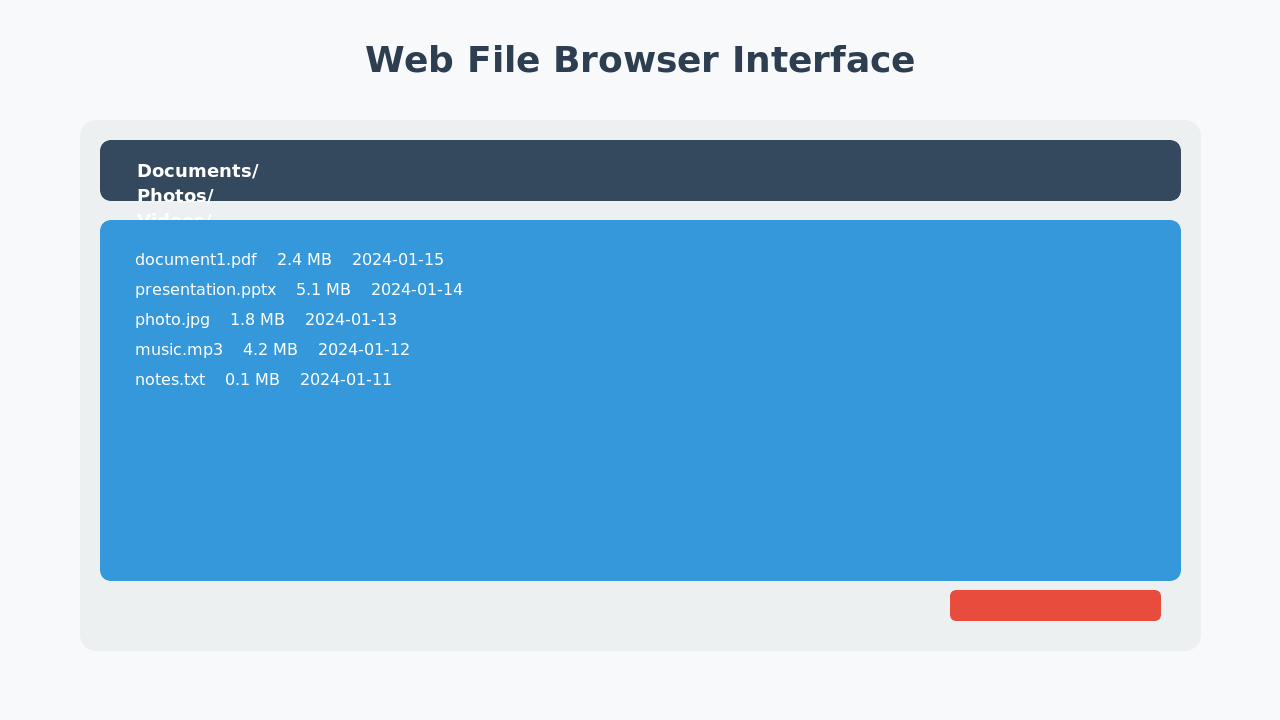 Web File Browser Interface
Documents/
Photos/
Videos/
document1.pdf 2.4 MB 2024-01-15
presentation.pptx 5.1 MB 2024-01-14
photo.jpg 1.8 MB 2024-01-13
music.mp3 4.2 MB 2024-01-12
notes.txt 0.1 MB 2024-01-11